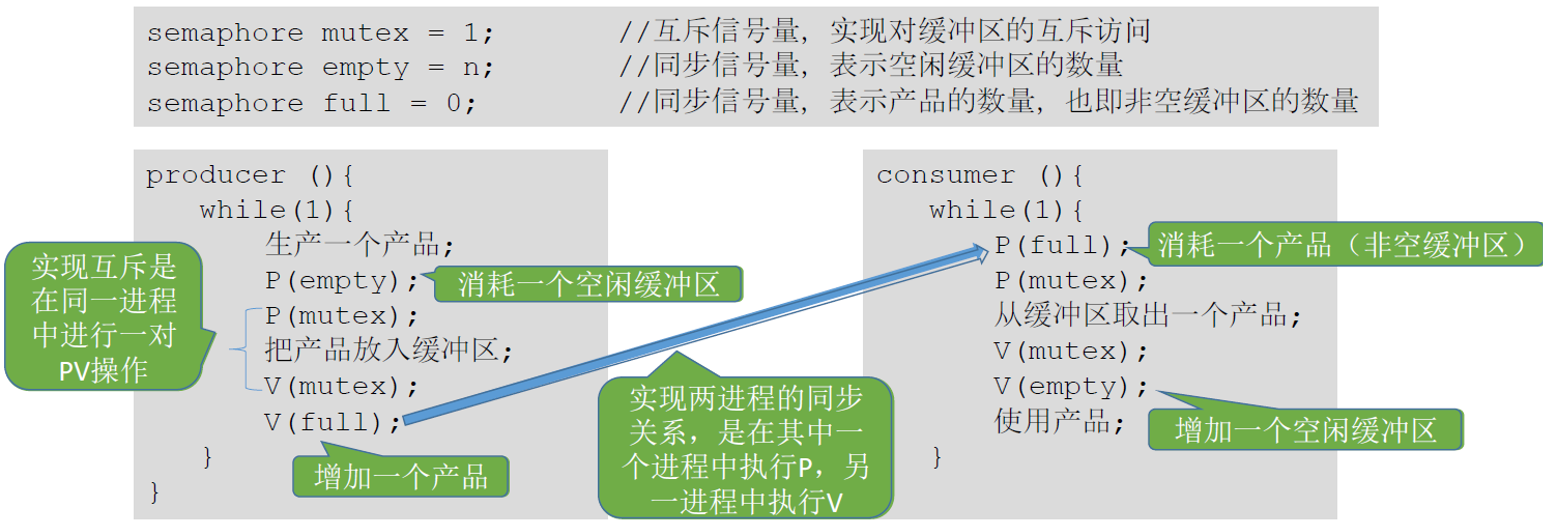 semaphore mutex = 1; //互斥信号量, 实现对缓冲区的互斥访问
semaphore empty = n; //同步信号量, 表示空闲缓冲区的数量
semaphore full = 0; //同步信号量, 表示产品的数量, 也即非空缓冲区的数量
producer (){
while(1){
生产一个产品;
P(empty);
消耗一个空闲缓冲区
P(mutex);
把产品放入缓冲区;
V(mutex);
V(full);
增加一个产品
}
}
实现互斥是
在同一进程
中进行一对
PV操作
实现两进程的同步
关系，是在其中一
个进程中执行P，另
一进程中执行V
consumer (){
while(1){
P(full);
消耗一个产品（非空缓冲区）
P(mutex);
从缓冲区取出一个产品;
V(mutex);
V(empty);
增加一个空闲缓冲区
使用产品;
}